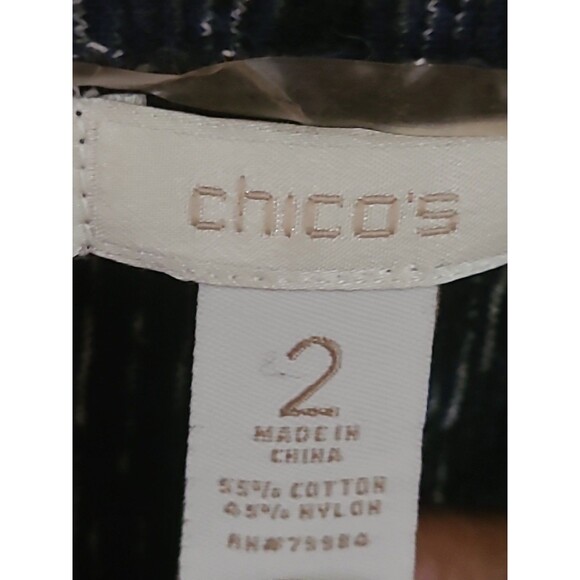 chico's
2
MADE IN
CHINA
55% COTTON
45% NYLON
RN#79984